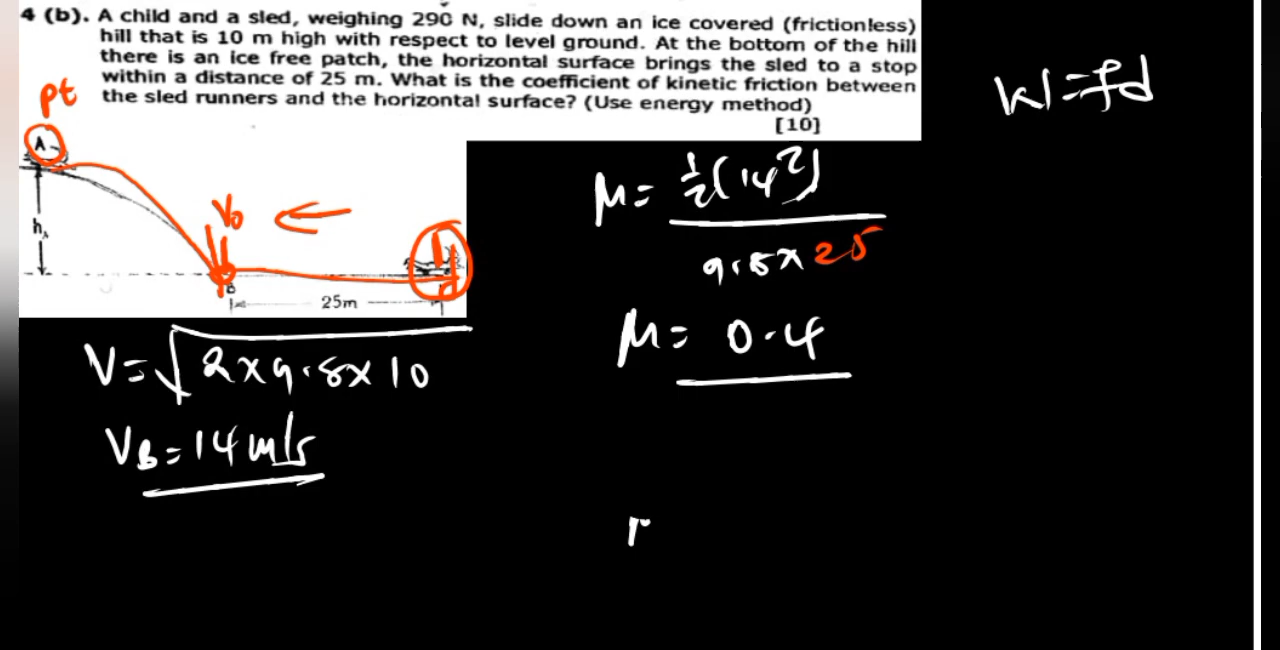 4 (b). A child and a sled, weighing 290 N, slide down an ice covered (frictionless)
hill that is 10 m high with respect to level ground. At the bottom of the hill
there is an ice free patch, the horizontal surface brings the sled to a stop
within a distance of 25 m. What is the coefficient of kinetic friction between
the sled runners and the horizontal surface? (Use energy method)
[10]
pt
A
h
V₀
B
25m
V=√2×9.8×10
V_B=14m/s
W=fd
μ= ½(14²)
9.8×25
μ= 0.4